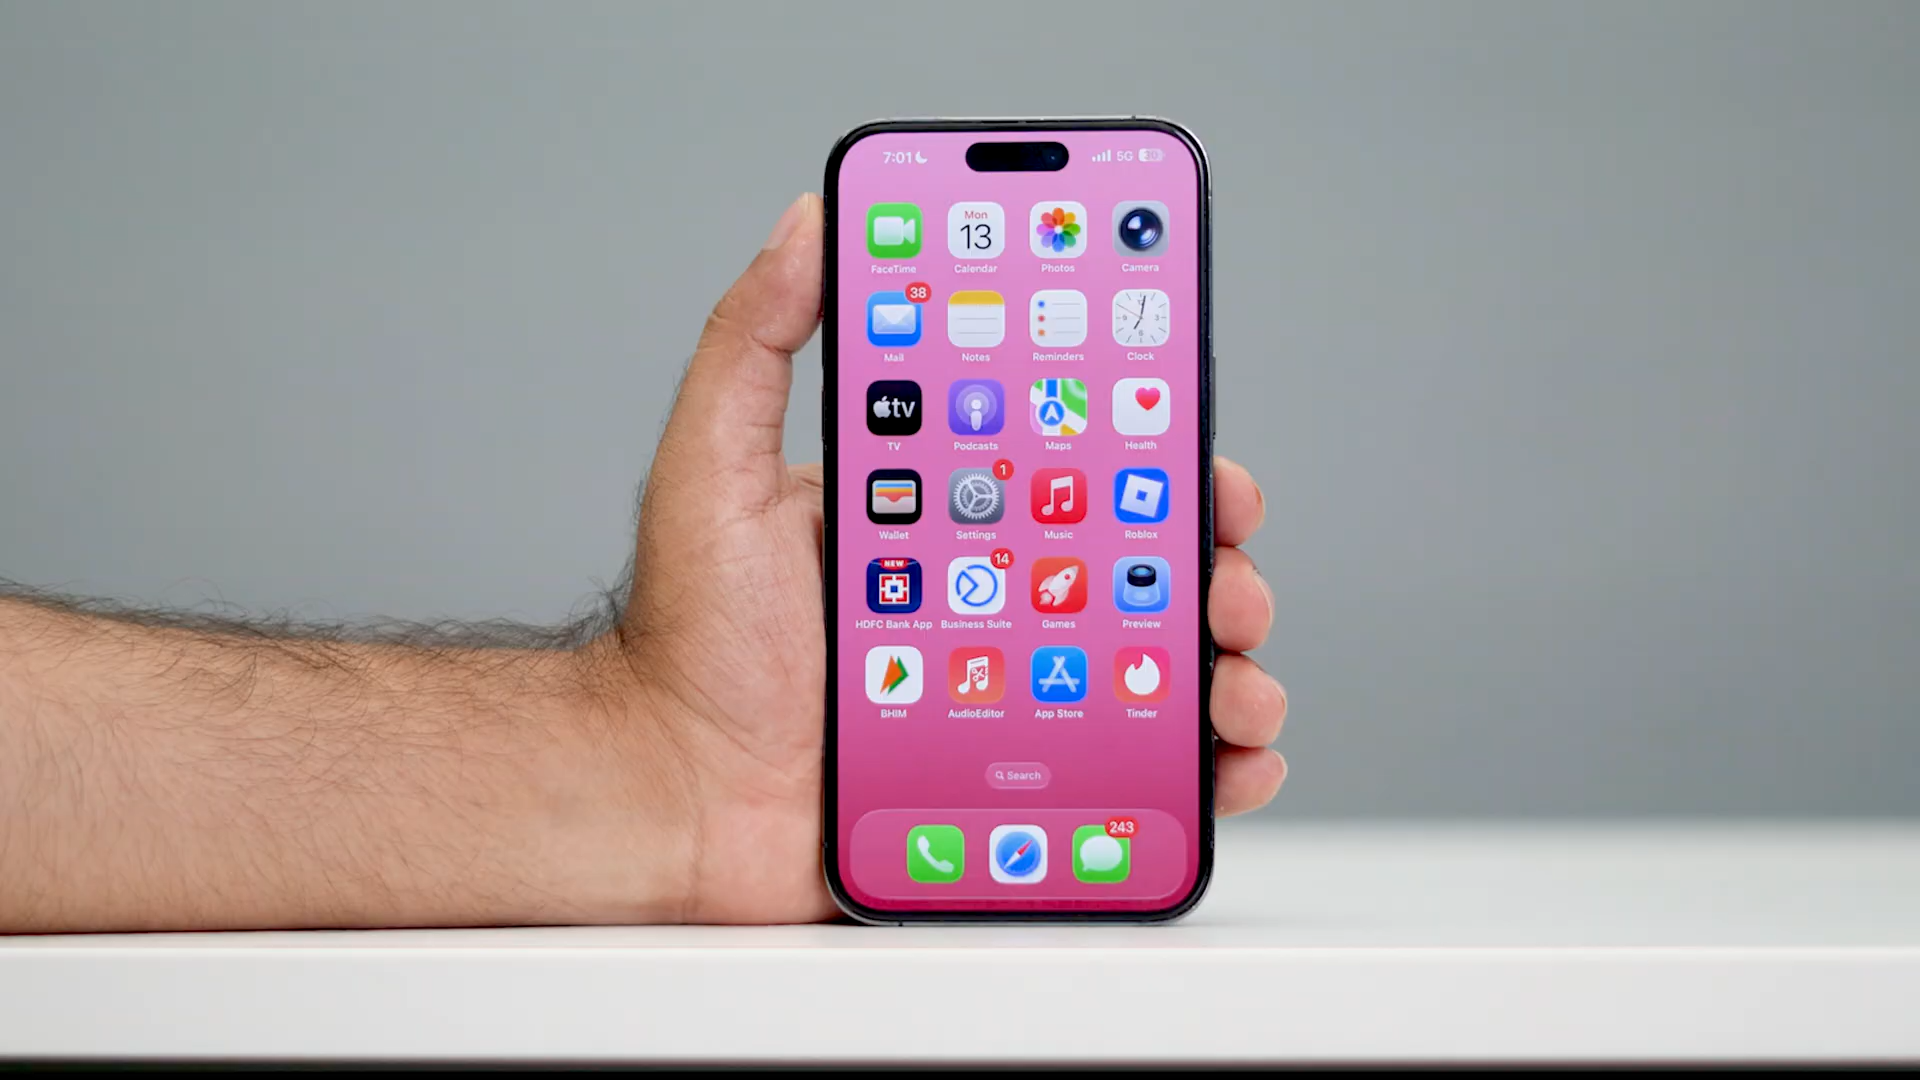 7:01 5G 30
Mon
13
FaceTime Calendar Photos Camera
38
Mail Notes Reminders Clock
tv
TV Podcasts Maps Health
1
Wallet Settings Music Roblox
NEW 14
HDFC Bank App Business Suite Games Preview
BHIM AudioEditor App Store Tinder
Search
243